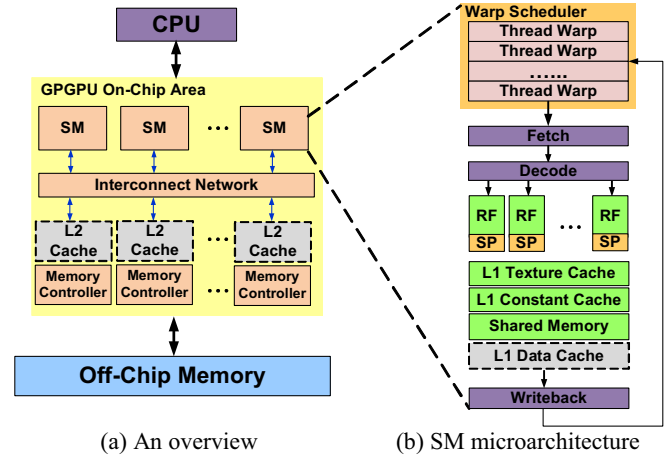 CPU
GPGPU On-Chip Area
SM SM ... SM
Interconnect Network
L2 Cache L2 Cache ... L2 Cache
Memory Controller Memory Controller ... Memory Controller
Off-Chip Memory
(a) An overview
Warp Scheduler
Thread Warp
Thread Warp
......
Thread Warp
Fetch
Decode
RF RF ... RF
SP SP SP
L1 Texture Cache
L1 Constant Cache
Shared Memory
L1 Data Cache
Writeback
(b) SM microarchitecture